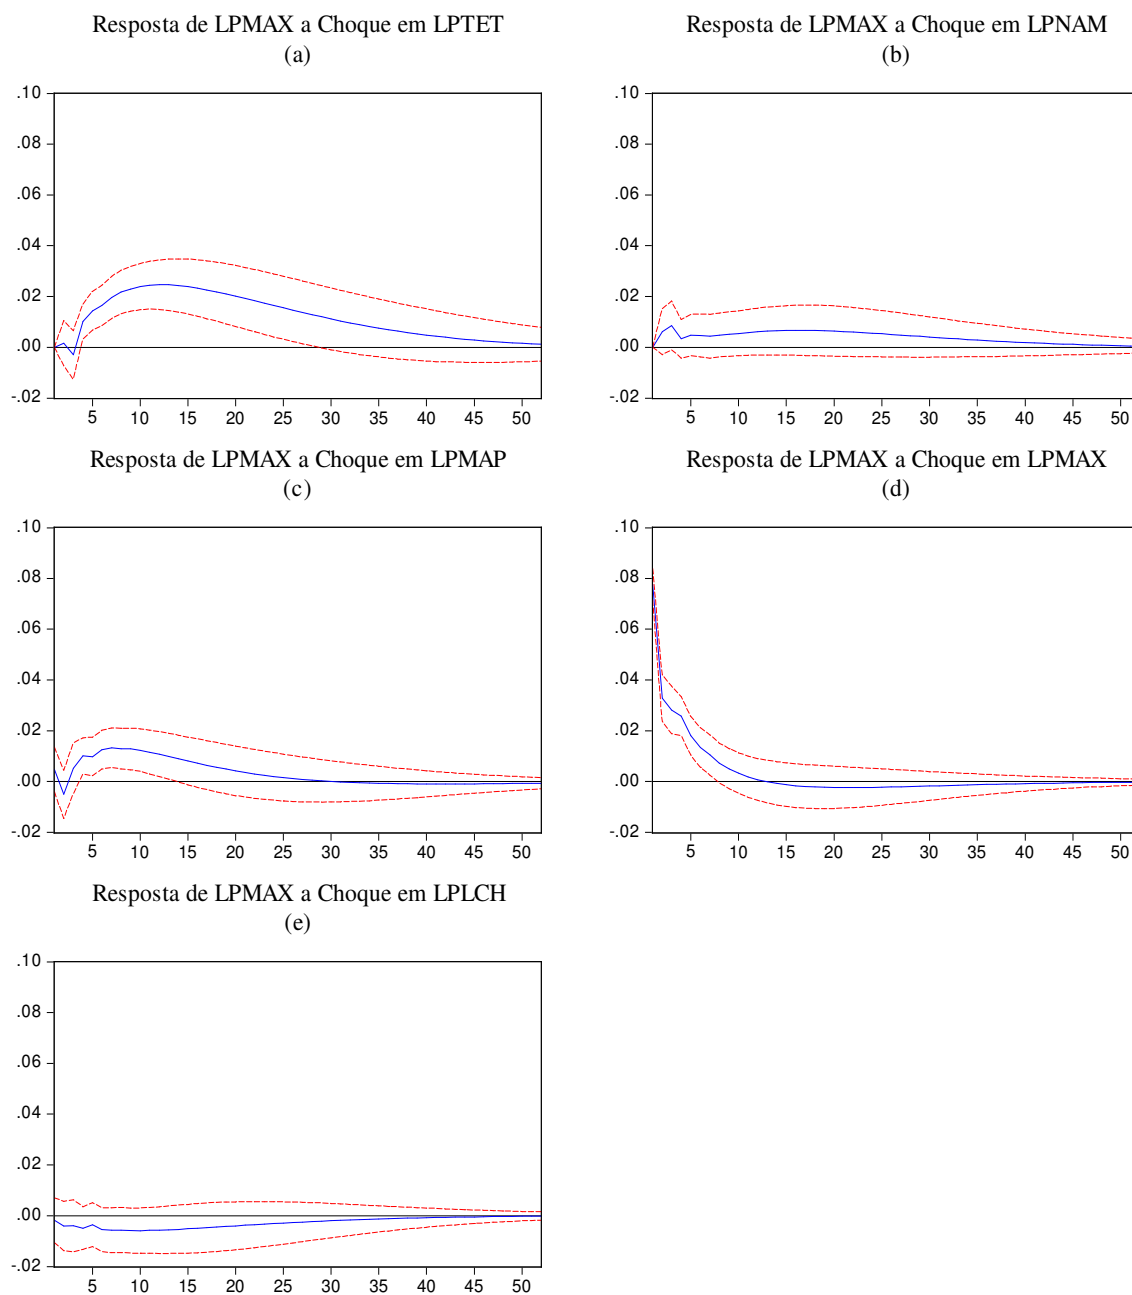 Resposta de LPMAX a Choque em LPTET
(a)
.10
.08
.06
.04
.02
.00
-.02
5 10 15 20 25 30 35 40 45 50
Resposta de LPMAX a Choque em LPNAM
(b)
.10
.08
.06
.04
.02
.00
-.02
5 10 15 20 25 30 35 40 45 50
Resposta de LPMAX a Choque em LPMAP
(c)
.10
.08
.06
.04
.02
.00
-.02
5 10 15 20 25 30 35 40 45 50
Resposta de LPMAX a Choque em LPMAX
(d)
.10
.08
.06
.04
.02
.00
-.02
5 10 15 20 25 30 35 40 45 50
Resposta de LPMAX a Choque em LPLCH
(e)
.10
.08
.06
.04
.02
.00
-.02
5 10 15 20 25 30 35 40 45 50